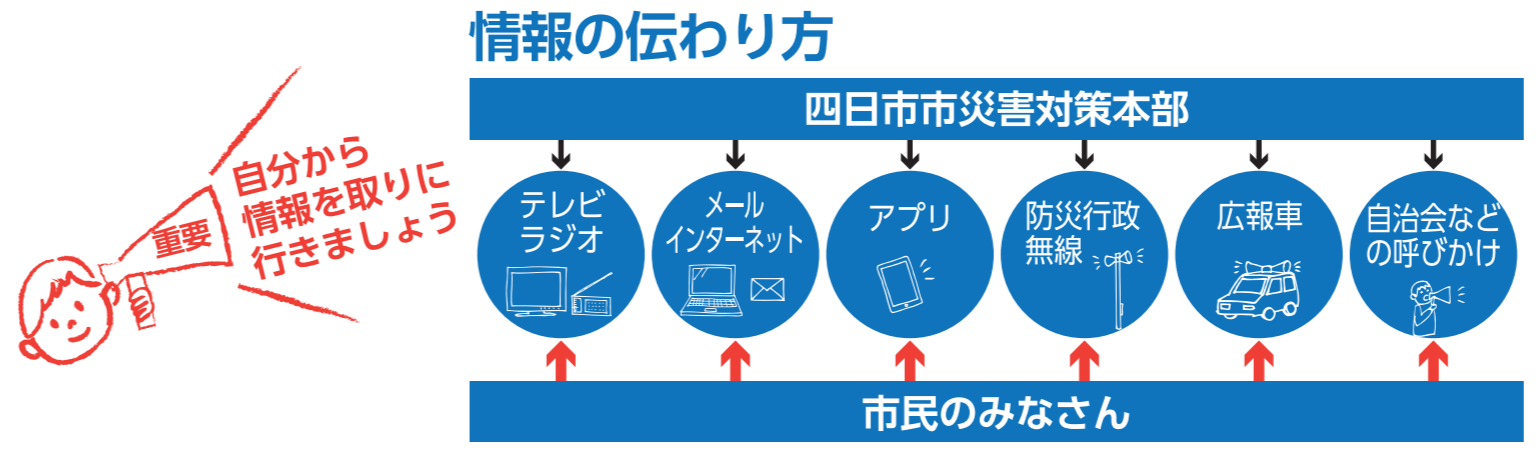 重要
自分から
情報を取りに
行きましょう
情報の伝わり方
四日市市災害対策本部
テレビ
ラジオ
メール
インターネット
アプリ
防災行政
無線
広報車
自治会など
の呼びかけ
市民のみなさん